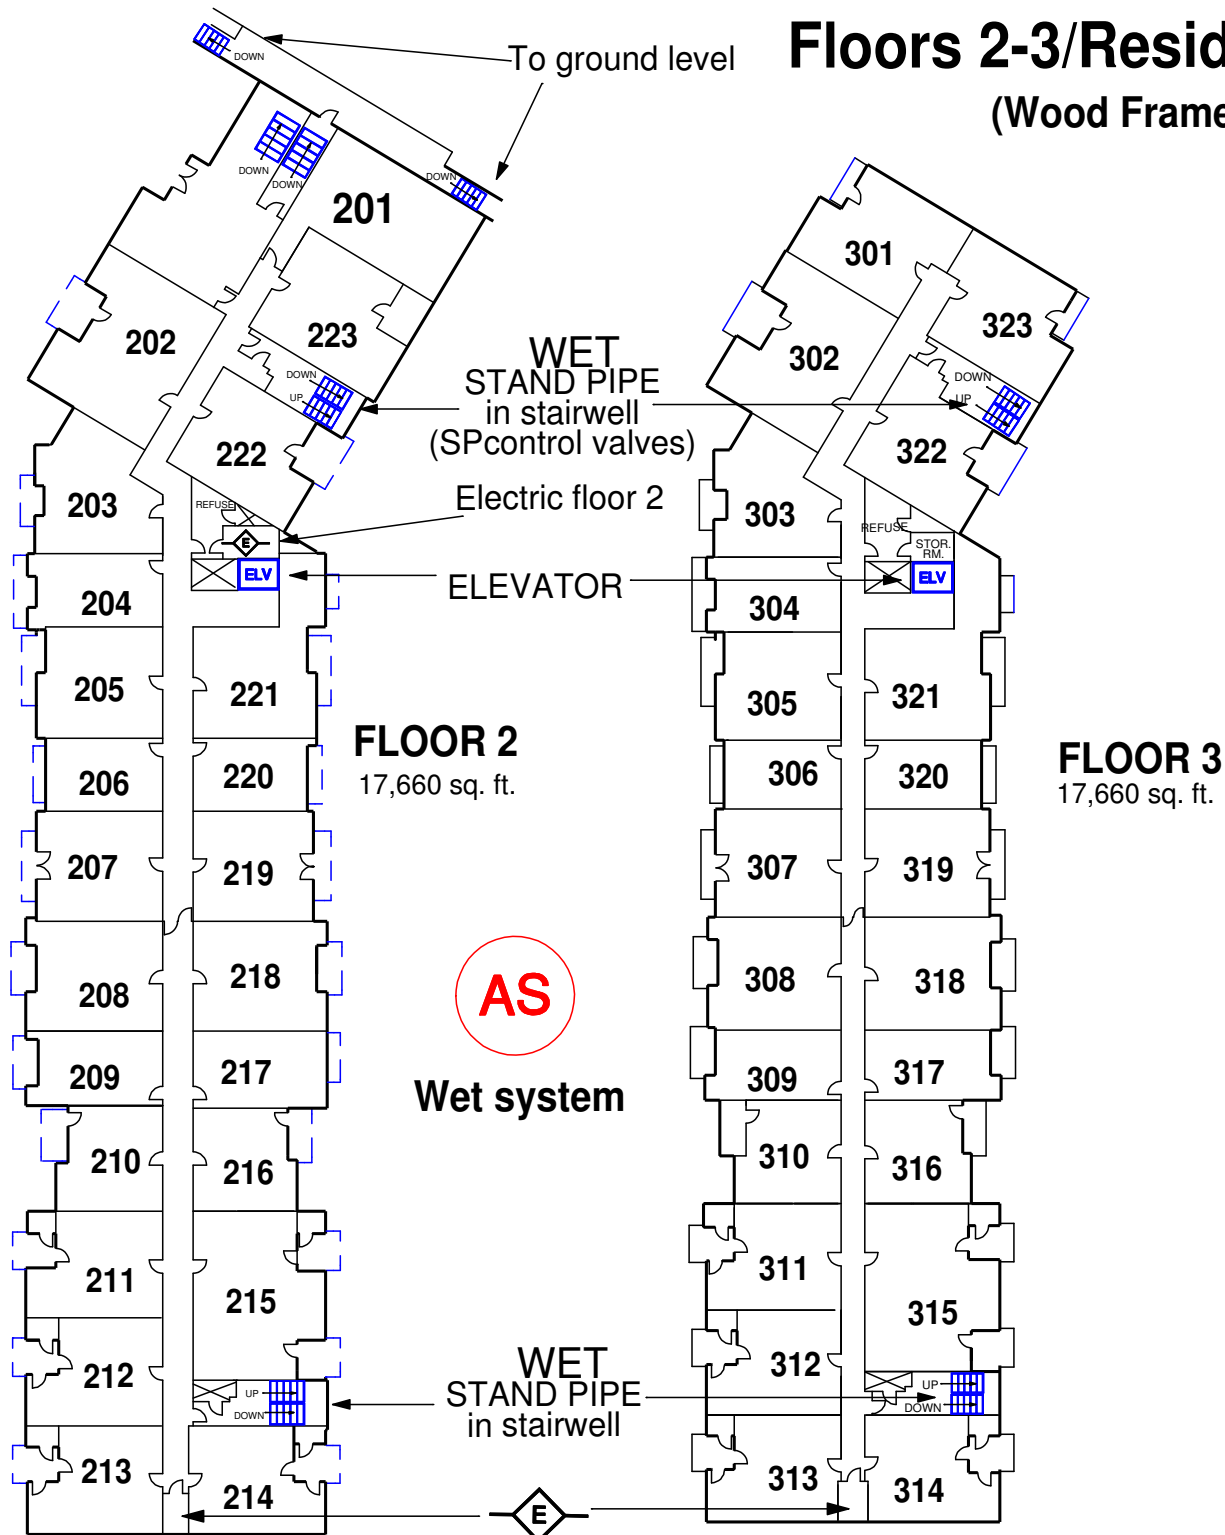 Floors 2-3/Resid
(Wood Frame
To ground level
DOWN
DOWN
DOWN
DOWN
201
202
223
DOWN
UP
222
WET
STAND PIPE
in stairwell
(SPcontrol valves)
301
302
323
DOWN
UP
322
203
REFUSE
E
ELV
Electric floor 2
ELEVATOR
303
REFUSE
STOR.
RM.
ELV
204
304
205
221
305
321
FLOOR 2
17,660 sq. ft.
FLOOR 3
17,660 sq. ft.
206
220
306
320
207
219
307
319
208
218
308
318
AS
Wet system
209
217
309
317
210
216
310
316
211
215
311
315
212
312
UP
DOWN
WET
STAND PIPE
in stairwell
UP
DOWN
213
214
313
314
E